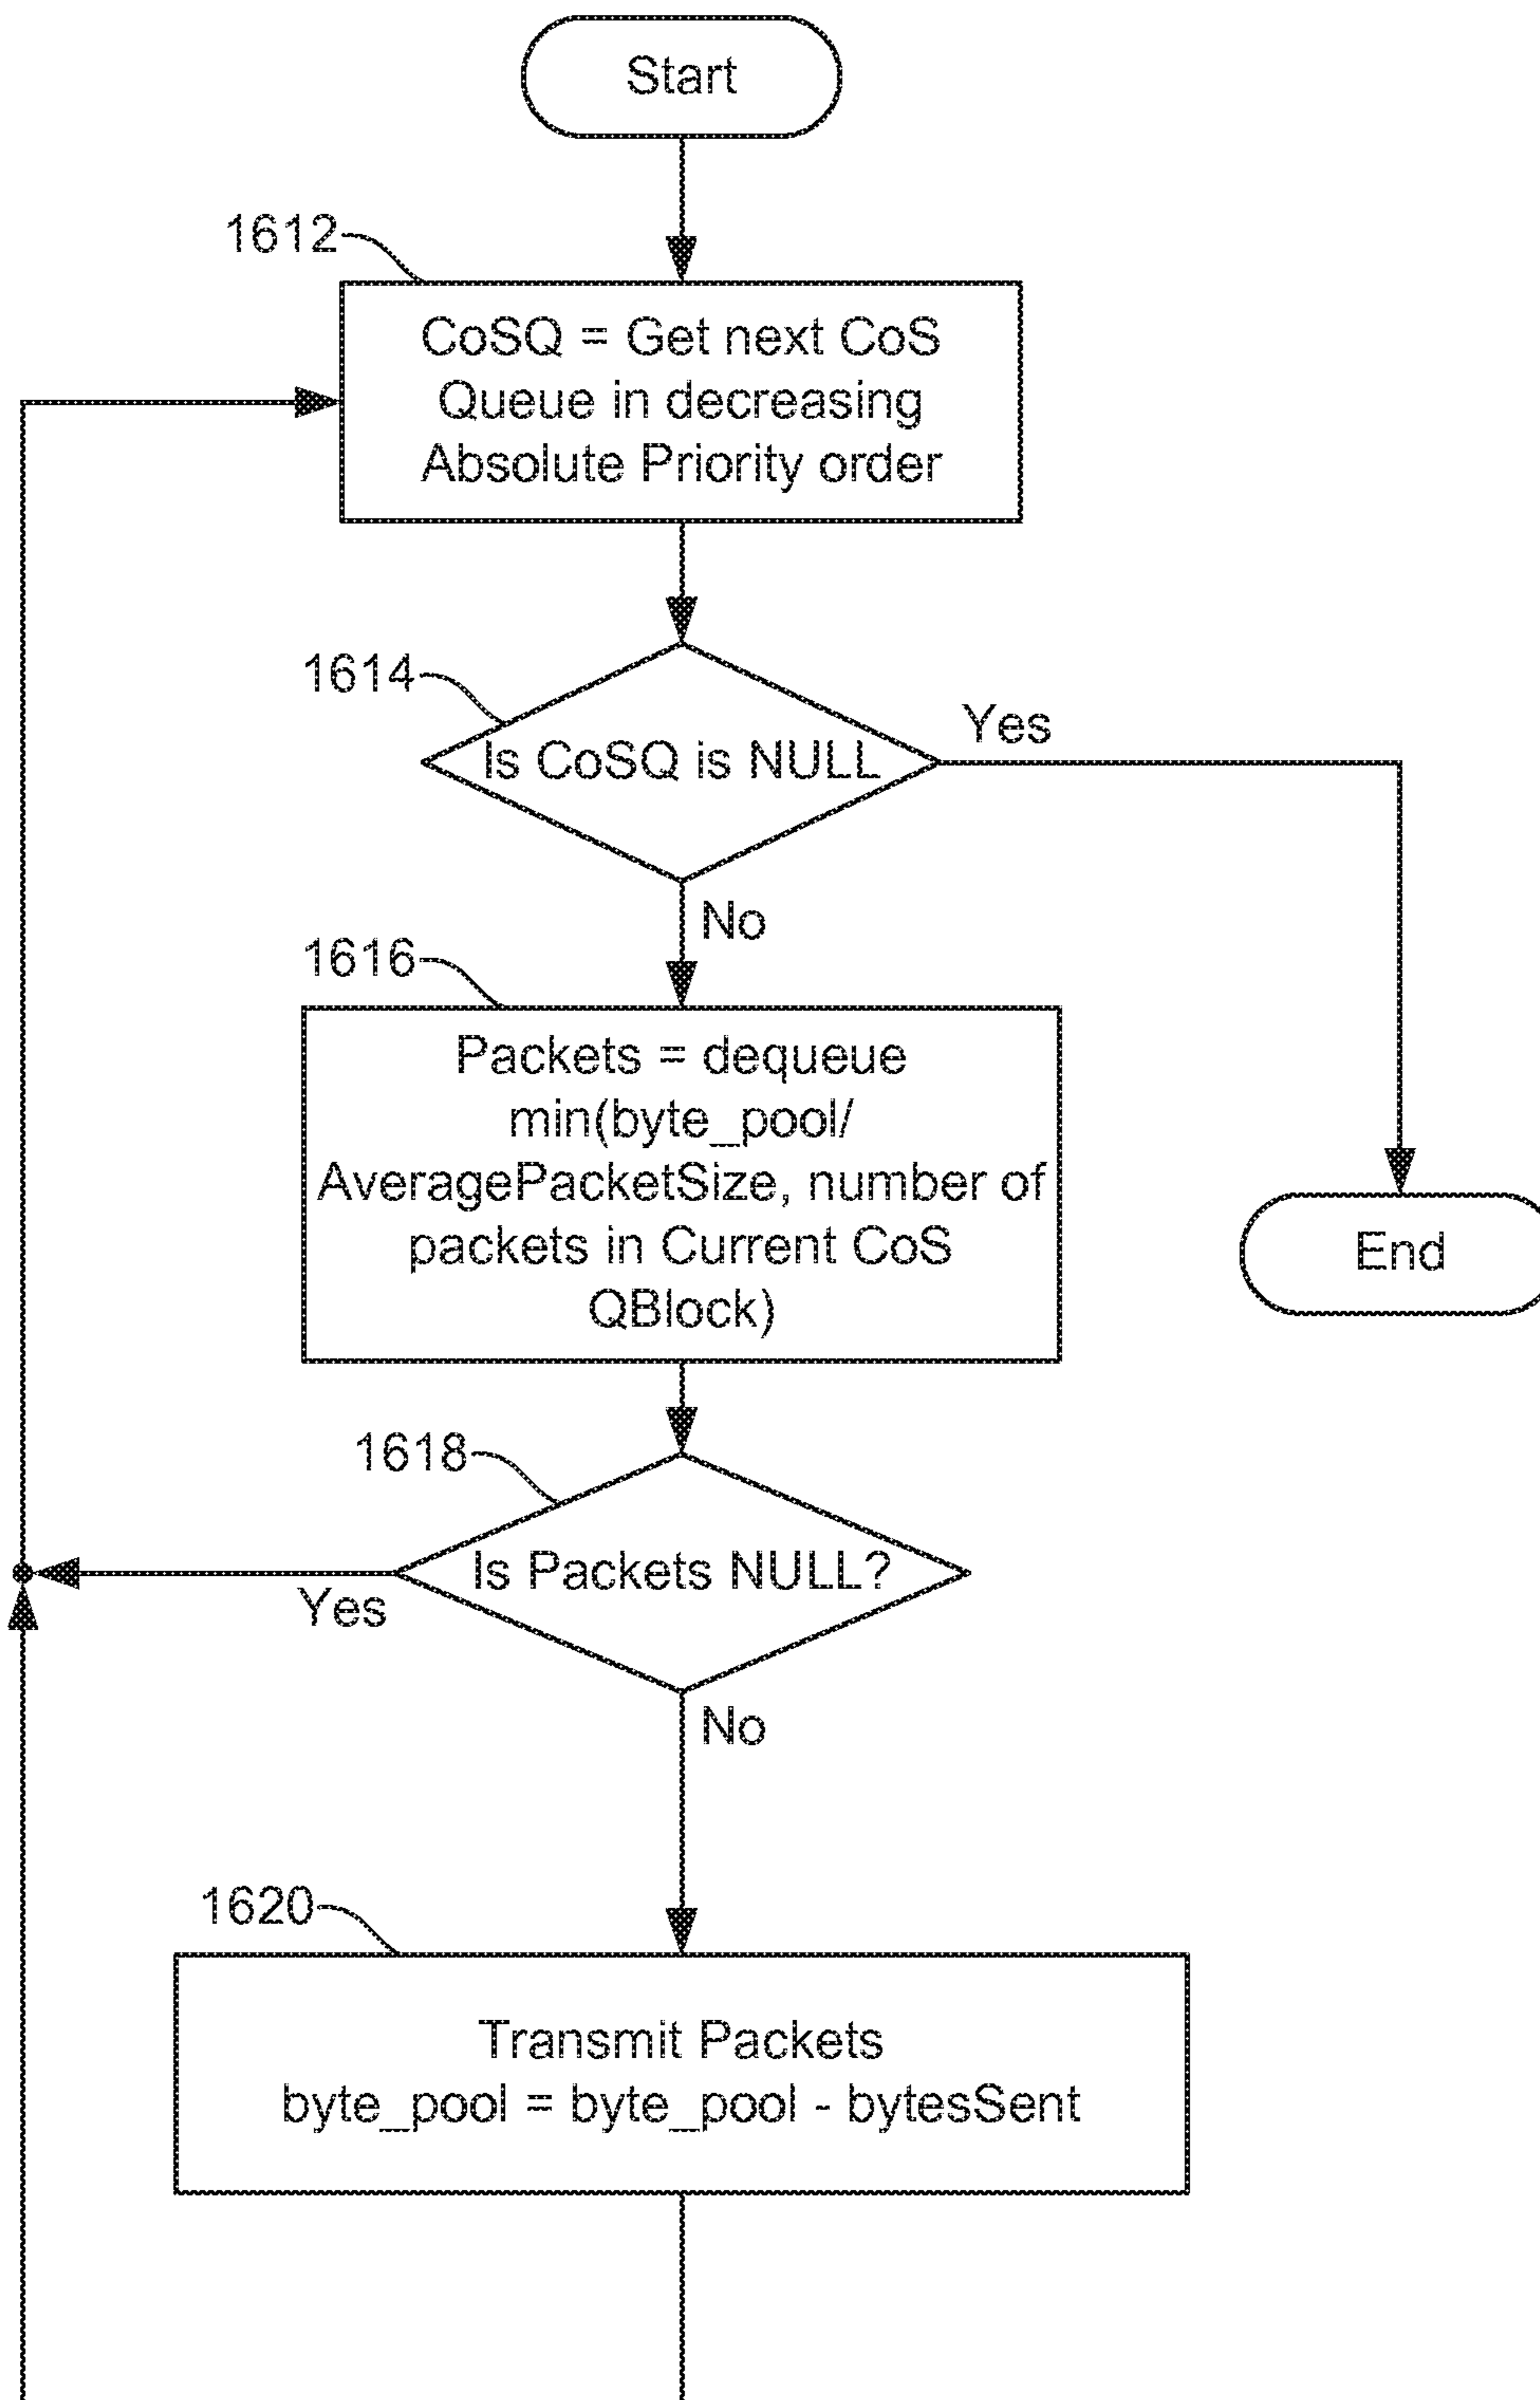 Start
1612
CoSQ = Get next CoS
Queue in decreasing
Absolute Priority order
1614
Is CoSQ is NULL
Yes
No
1616
Packets = dequeue
min(byte_pool/
AveragePacketSize, number of
packets in Current CoS
QBlock)
End
1618
Is Packets NULL?
Yes
No
1620
Transmit Packets
byte_pool = byte_pool - bytesSent